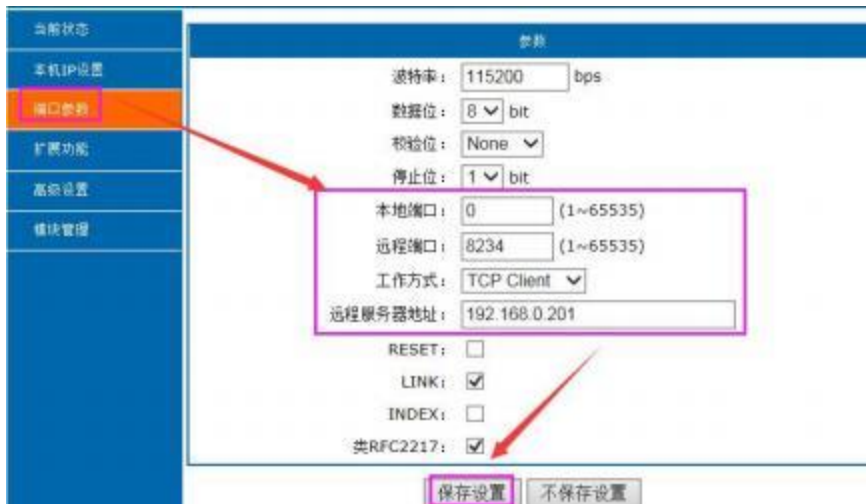 当前状态
本机IP设置
端口参数
扩展功能
高级设置
模块管理
参数
波特率： 115200 bps
数据位： 8 bit
校验位： None
停止位： 1 bit
本地端口： 0 (1~65535)
远程端口： 8234 (1~65535)
工作方式： TCP Client
远程服务器地址： 192.168.0.201
RESET：
LINK：
INDEX：
类RFC2217：
保存设置 不保存设置